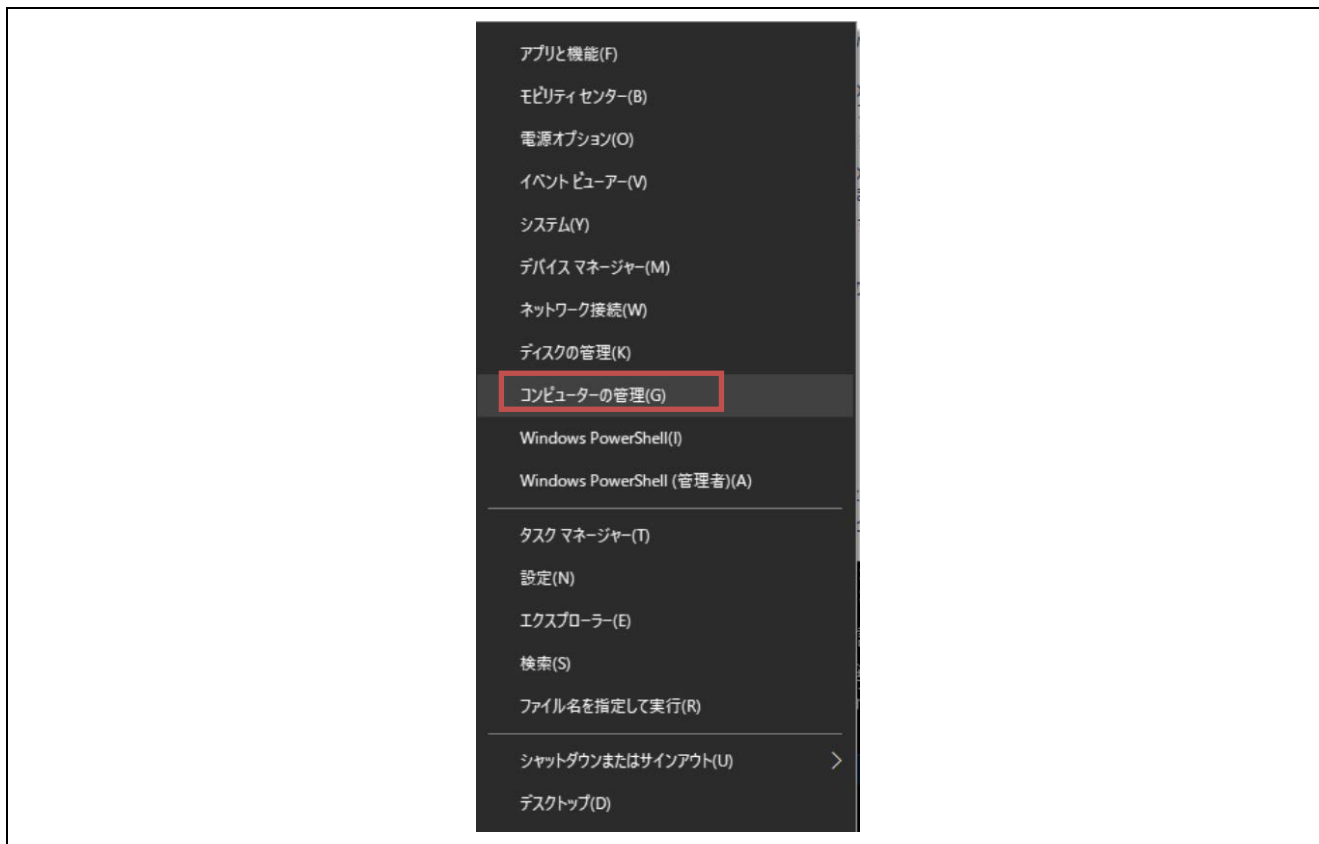 アプリと機能(F)
モビリティ センター(B)
電源オプション(O)
イベント ビューアー(V)
システム(Y)
デバイス マネージャー(M)
ネットワーク接続(W)
ディスクの管理(K)
コンピューターの管理(G)
Windows PowerShell(I)
Windows PowerShell (管理者)(A)
タスク マネージャー(T)
設定(N)
エクスプローラー(E)
検索(S)
ファイル名を指定して実行(R)
シャットダウンまたはサインアウト(U)
デスクトップ(D)